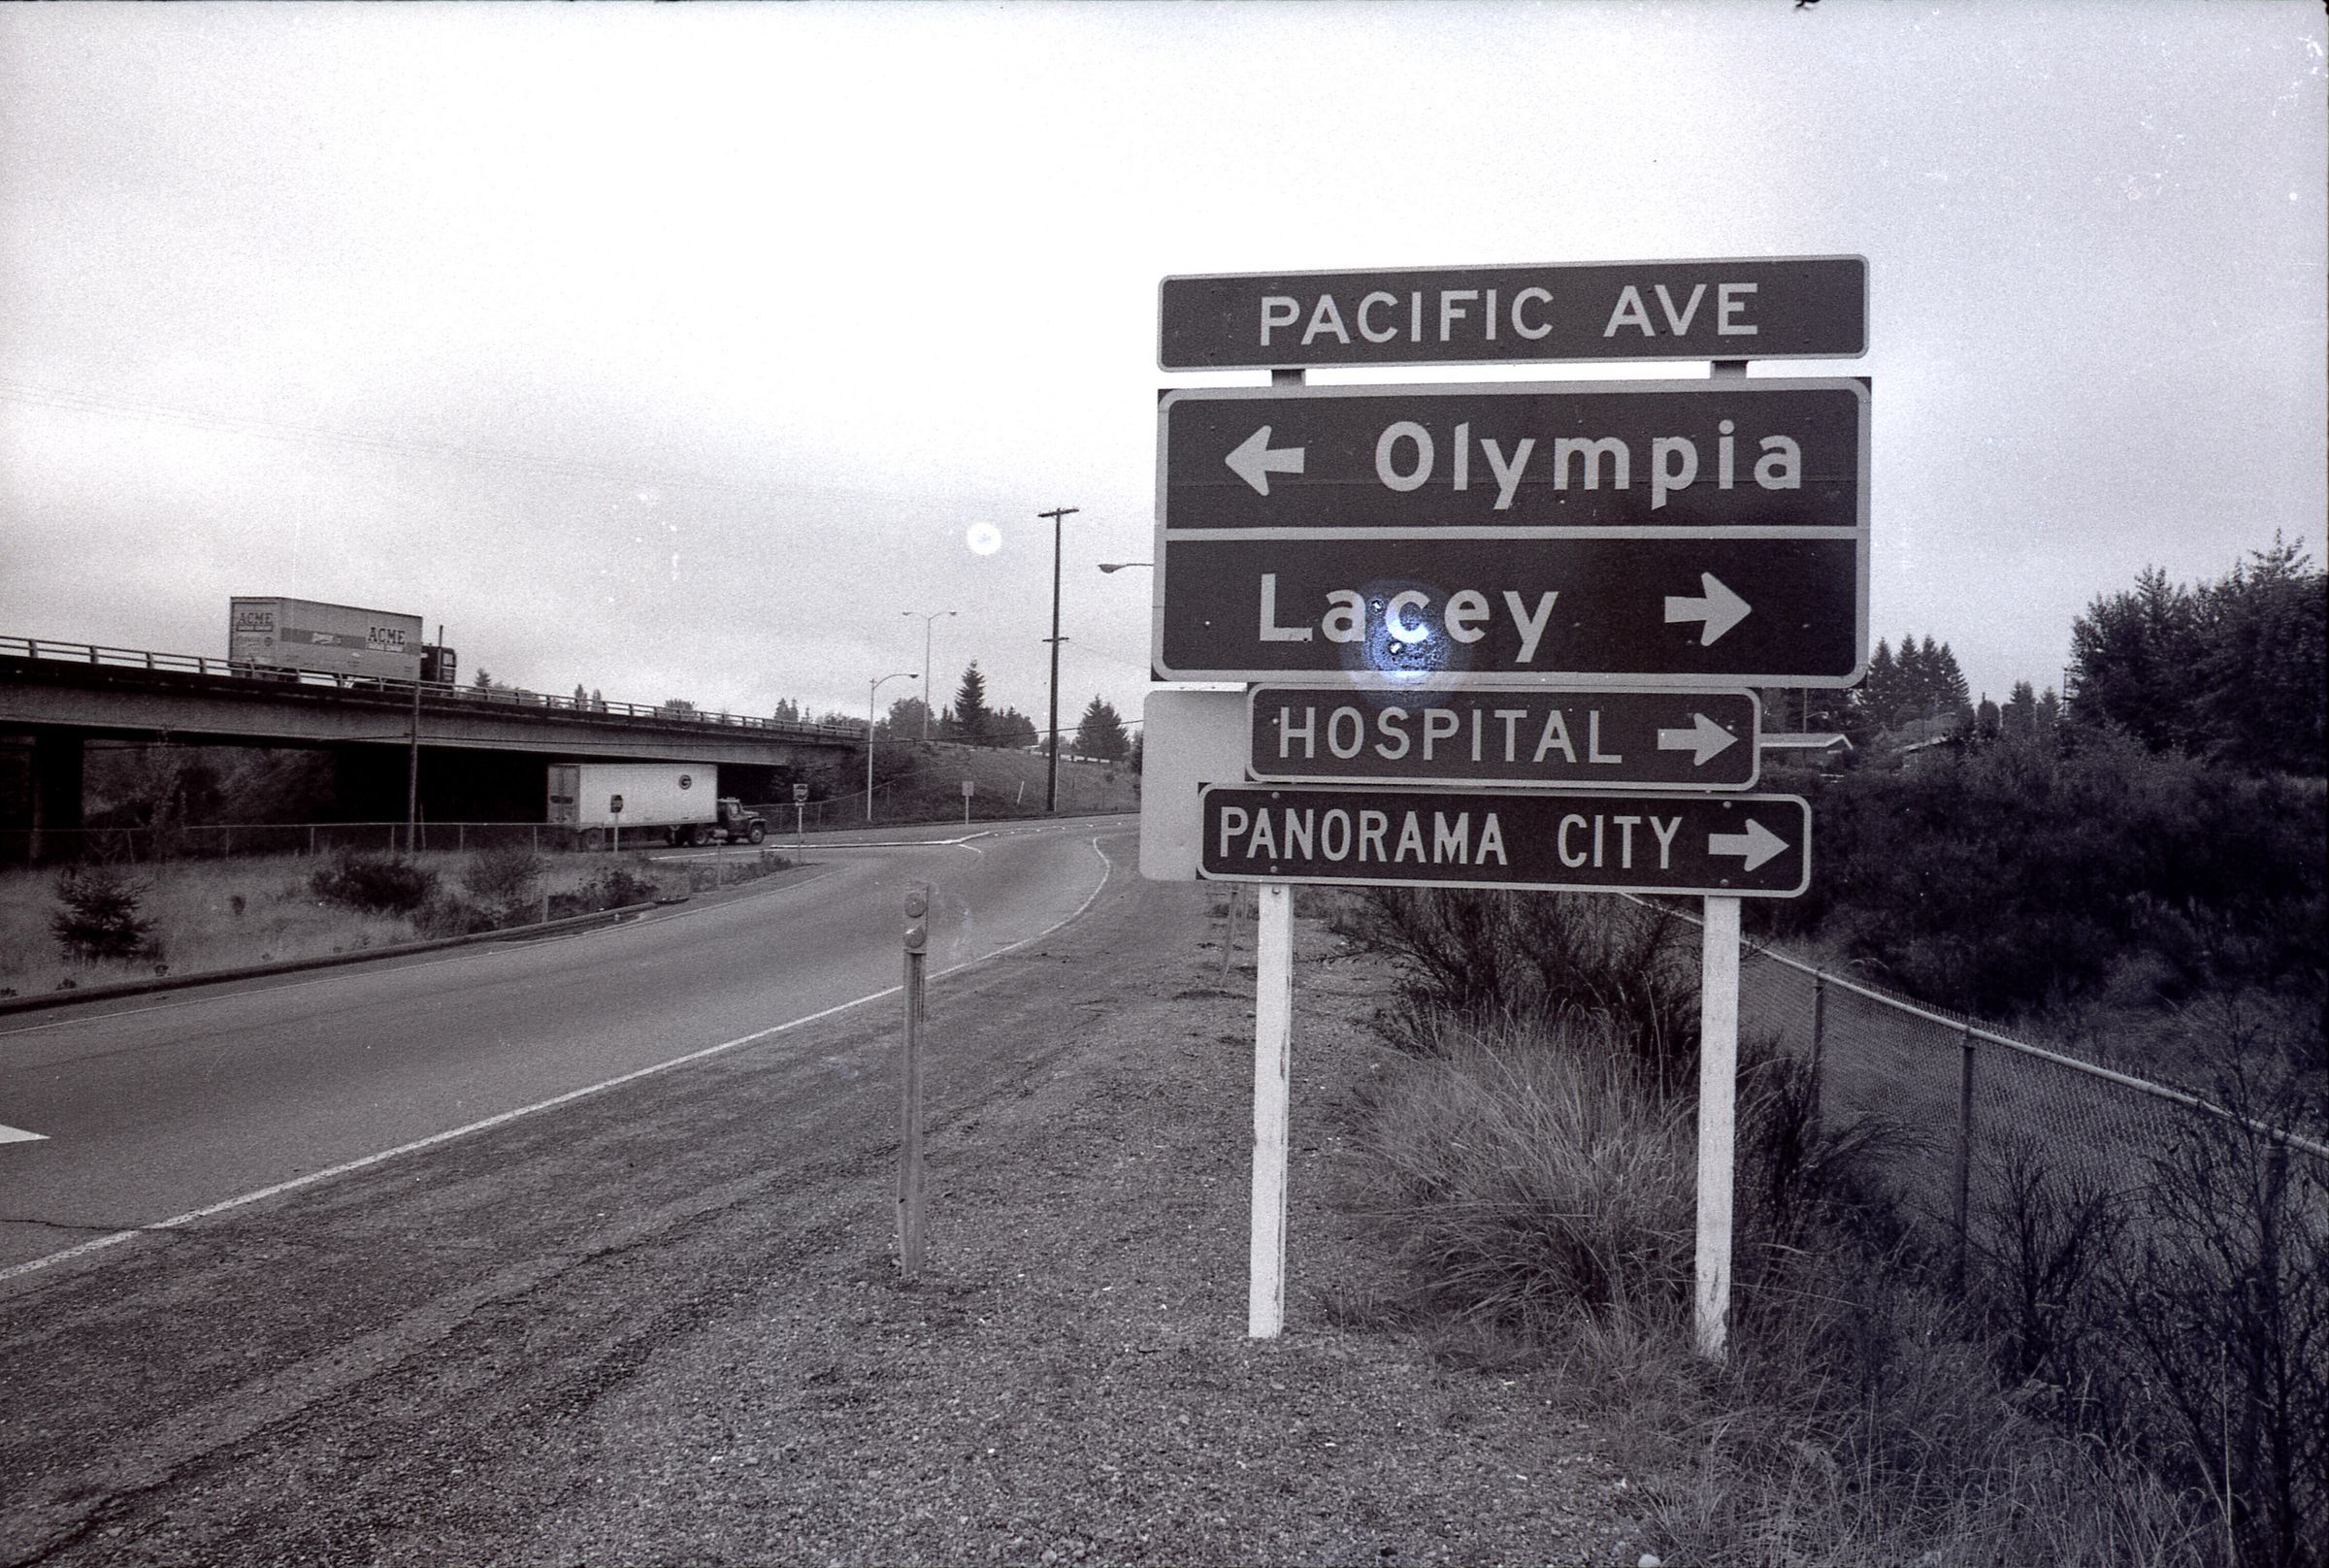 PACIFIC AVE
← Olympia
Lacey →
HOSPITAL →
PANORAMA CITY →
ACME
ACME
G